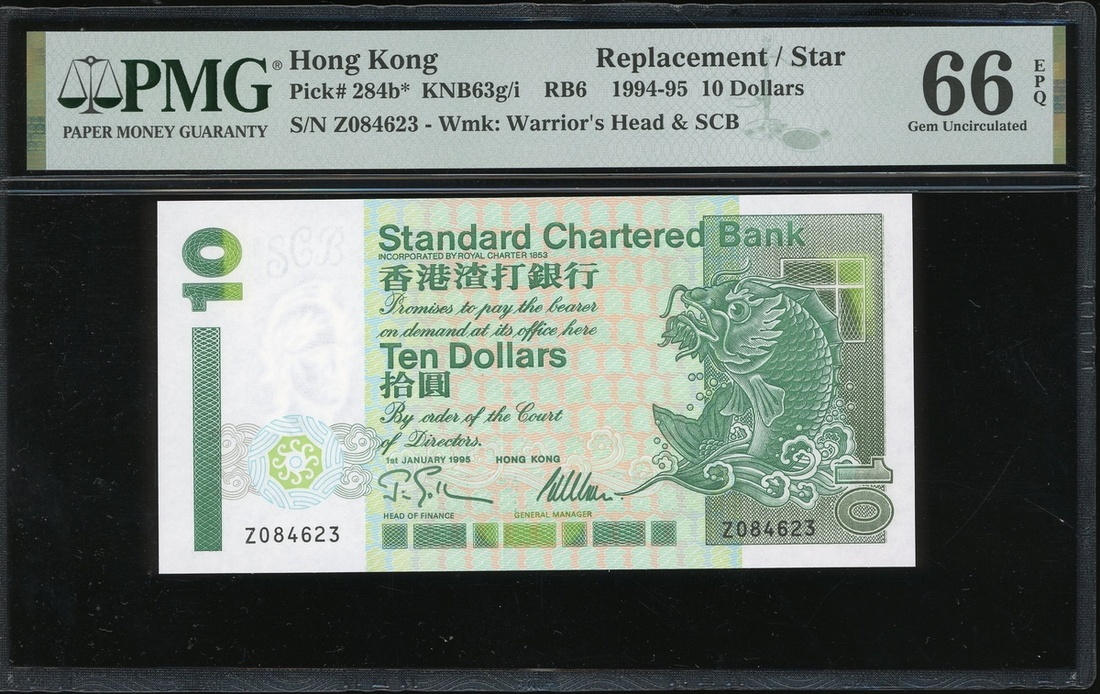 PMG®
PAPER MONEY GUARANTY
Hong Kong Replacement / Star
Pick# 284b* KNB63g/i RB6 1994-95 10 Dollars
S/N Z084623 - Wmk: Warrior's Head & SCB
66 EPQ
Gem Uncirculated
10
SCB
Standard Chartered Bank
INCORPORATED BY ROYAL CHARTER 1853
香港渣打銀行
Promises to pay the bearer
on demand at its office here
Ten Dollars
拾圓
By order of the Court
of Directors.
1st JANUARY 1995 HONG KONG
HEAD OF FINANCE GENERAL MANAGER
Z084623
Z084623
10